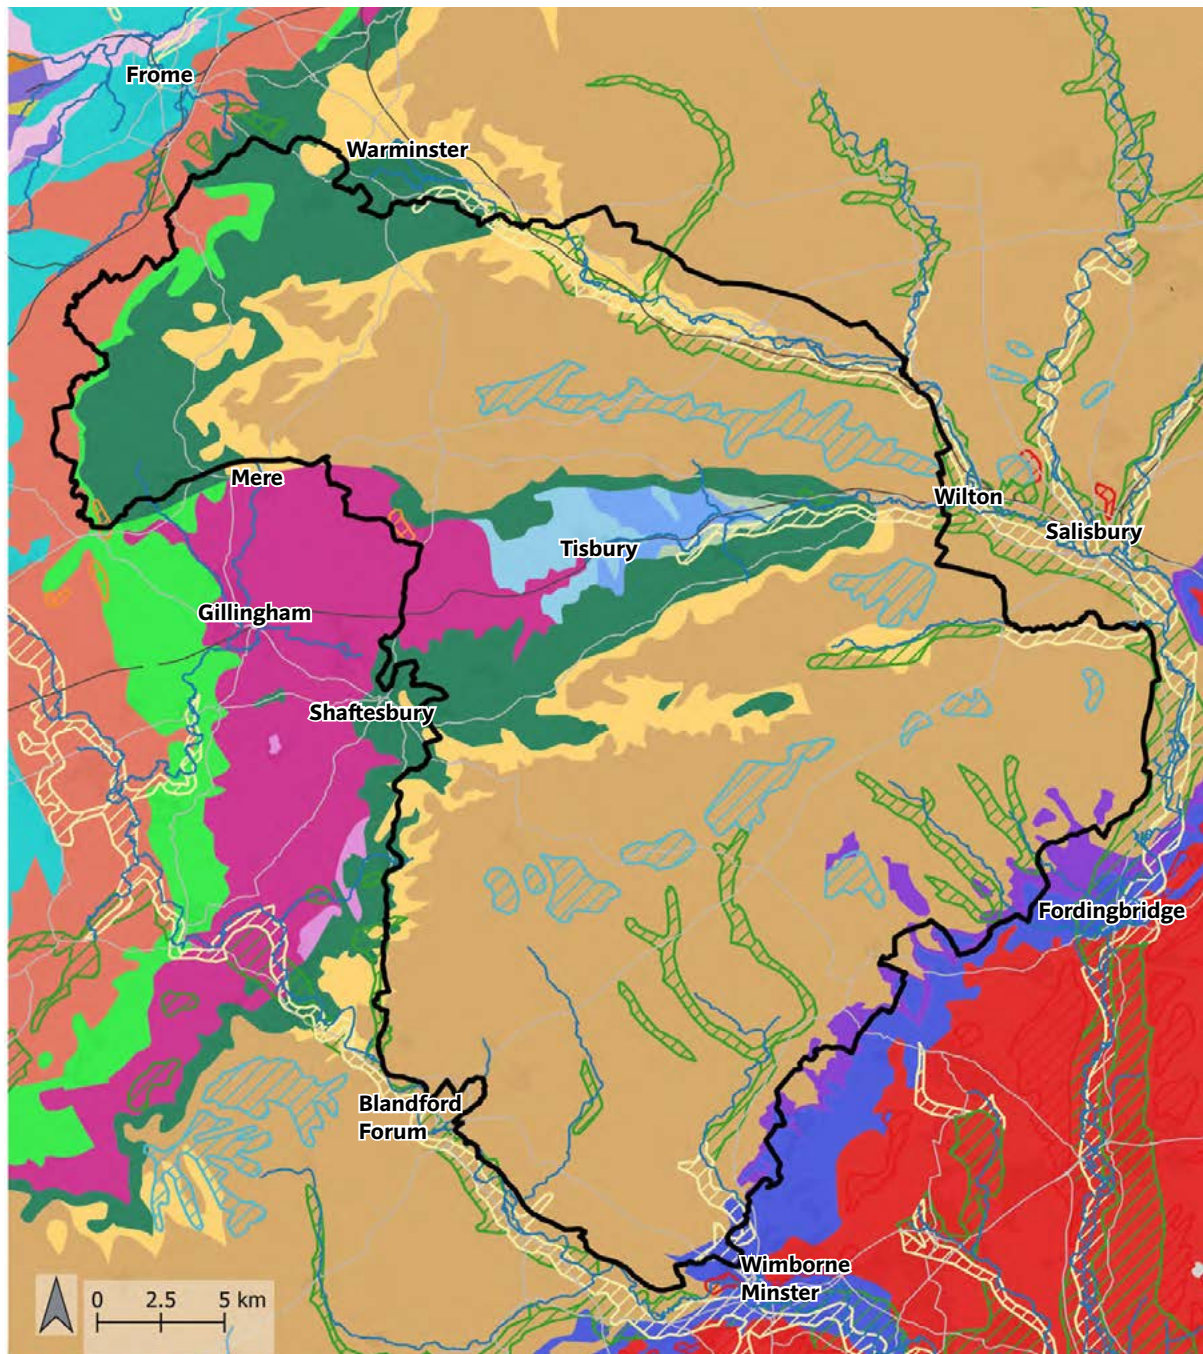 Frome
Warminster
Mere
Wilton
Salisbury
Tisbury
Gillingham
Shaftesbury
Fordingbridge
Blandford
Forum
Wimborne
Minster
0 2.5 5 km